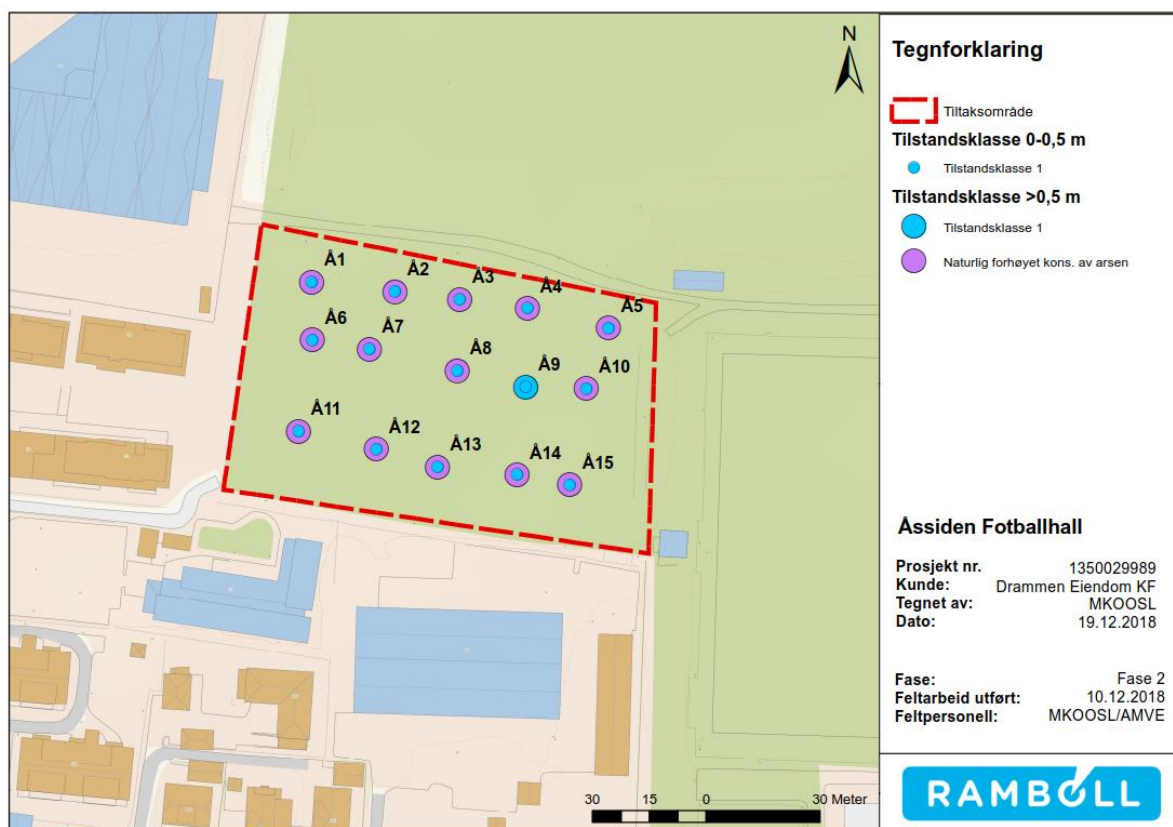 N
Å1
Å2
Å3
Å4
Å5
Å6
Å7
Å8
Å9
Å10
Å11
Å12
Å13
Å14
Å15
30 15 0 30 Meter
Tegnforklaring
Tiltaksområde
Tilstandsklasse 0-0,5 m
Tilstandsklasse 1
Tilstandsklasse >0,5 m
Tilstandsklasse 1
Naturlig forhøyet kons. av arsen
Åssiden Fotballhall
Prosjekt nr. 1350029989
Kunde: Drammen Eiendom KF
Tegnet av: MKOOSL
Dato: 19.12.2018
Fase: Fase 2
Feltarbeid utført: 10.12.2018
Feltpersonell: MKOOSL/AMVE
RAMBOLL